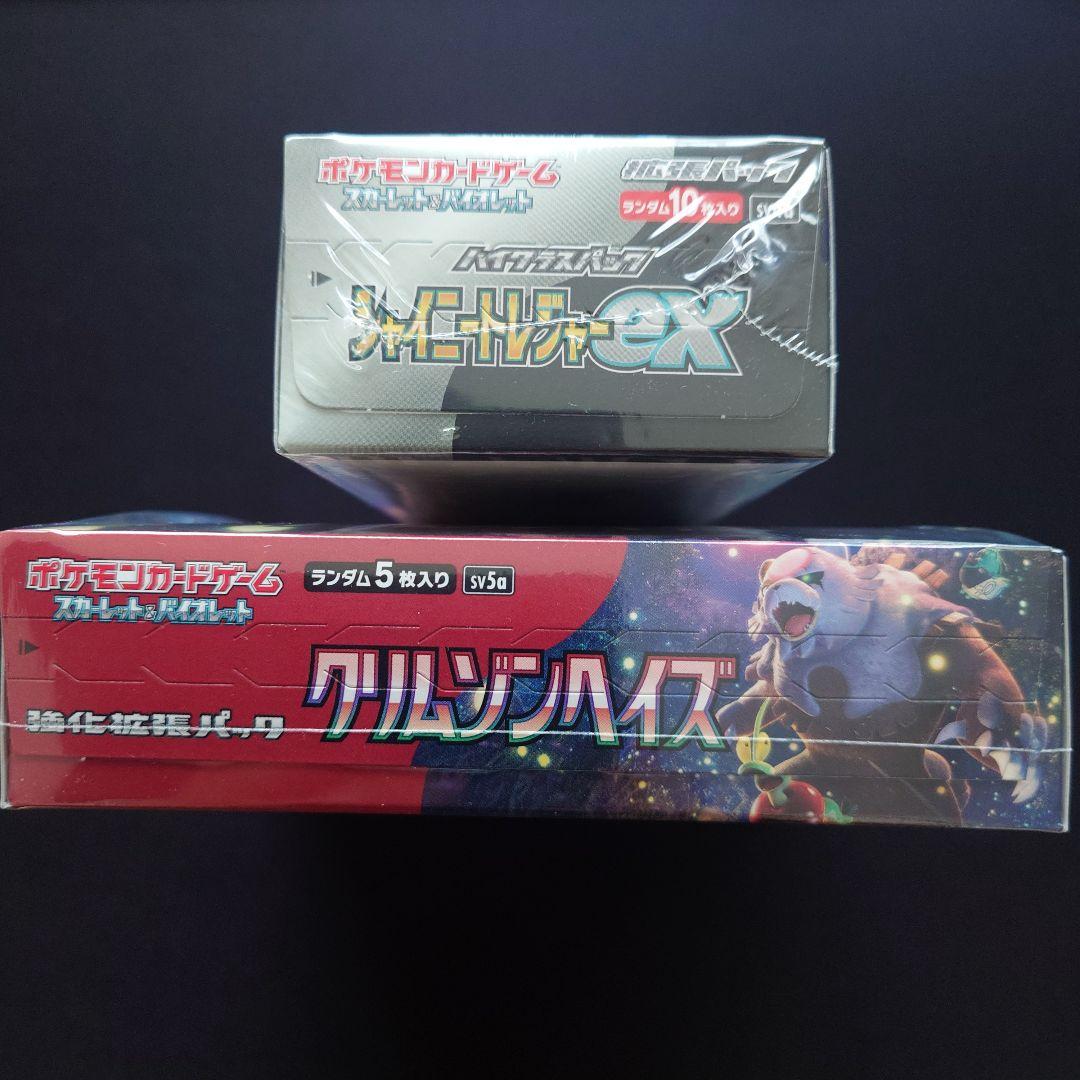 ポケモンカードゲーム 拡張パック
スカーレット&バイオレット ランダム10枚入り
ハイクラスパック
シャイニートレジャーex
ポケモンカードゲーム ランダム5枚入り sv5a
スカーレット&バイオレット
クリムゾンヘイズ
強化拡張パック